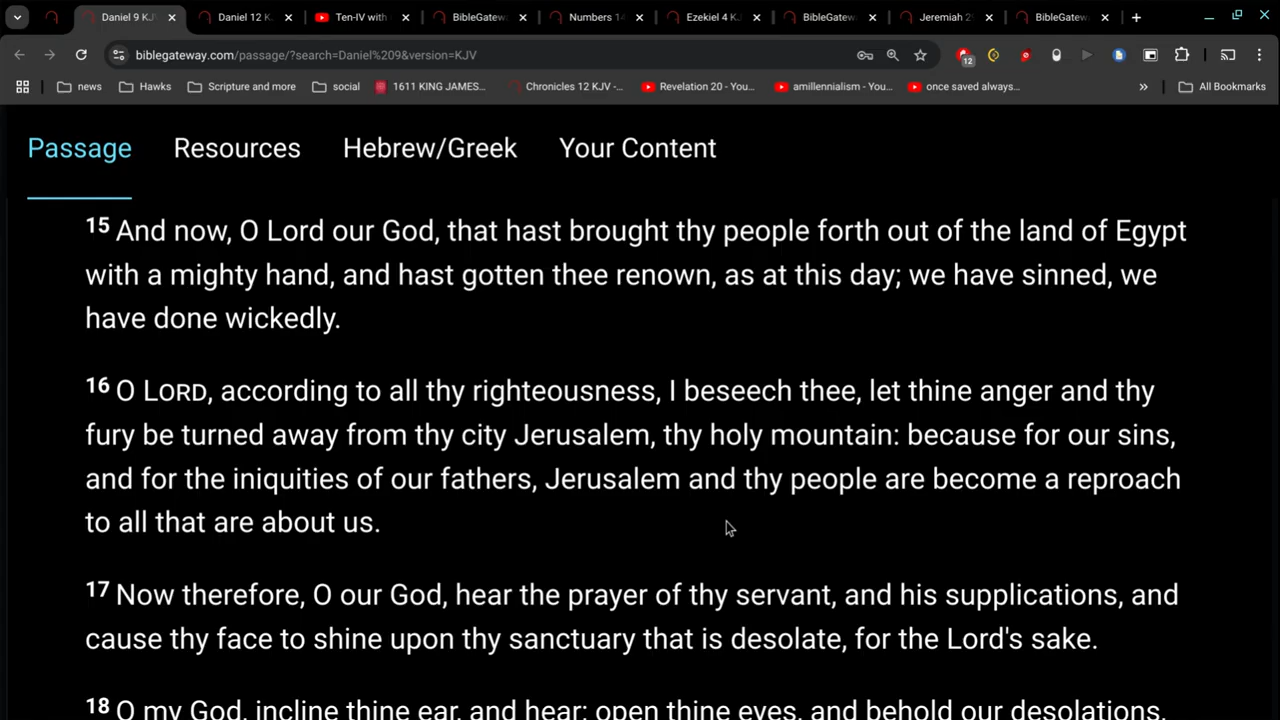 Daniel 9 KJV
Daniel 12 K
Ten-IV with
BibleGatew
Numbers 14
Ezekiel 4 KJ
BibleGatew
Jeremiah 29
BibleGatew
biblegateway.com/passage/?search=Daniel%209&version=KJV
12
news
Hawks
Scripture and more
social
1611 KING JAMES...
Chronicles 12 KJV -...
Revelation 20 - You...
amillennialism - You...
once saved always...
»
All Bookmarks
Passage
Resources
Hebrew/Greek
Your Content
15 And now, O Lord our God, that hast brought thy people forth out of the land of Egypt
with a mighty hand, and hast gotten thee renown, as at this day; we have sinned, we
have done wickedly.
16 O LORD, according to all thy righteousness, I beseech thee, let thine anger and thy
fury be turned away from thy city Jerusalem, thy holy mountain: because for our sins,
and for the iniquities of our fathers, Jerusalem and thy people are become a reproach
to all that are about us.
17 Now therefore, O our God, hear the prayer of thy servant, and his supplications, and
cause thy face to shine upon thy sanctuary that is desolate, for the Lord's sake.
18 O my God, incline thine ear, and hear; open thine eyes, and behold our desolations,